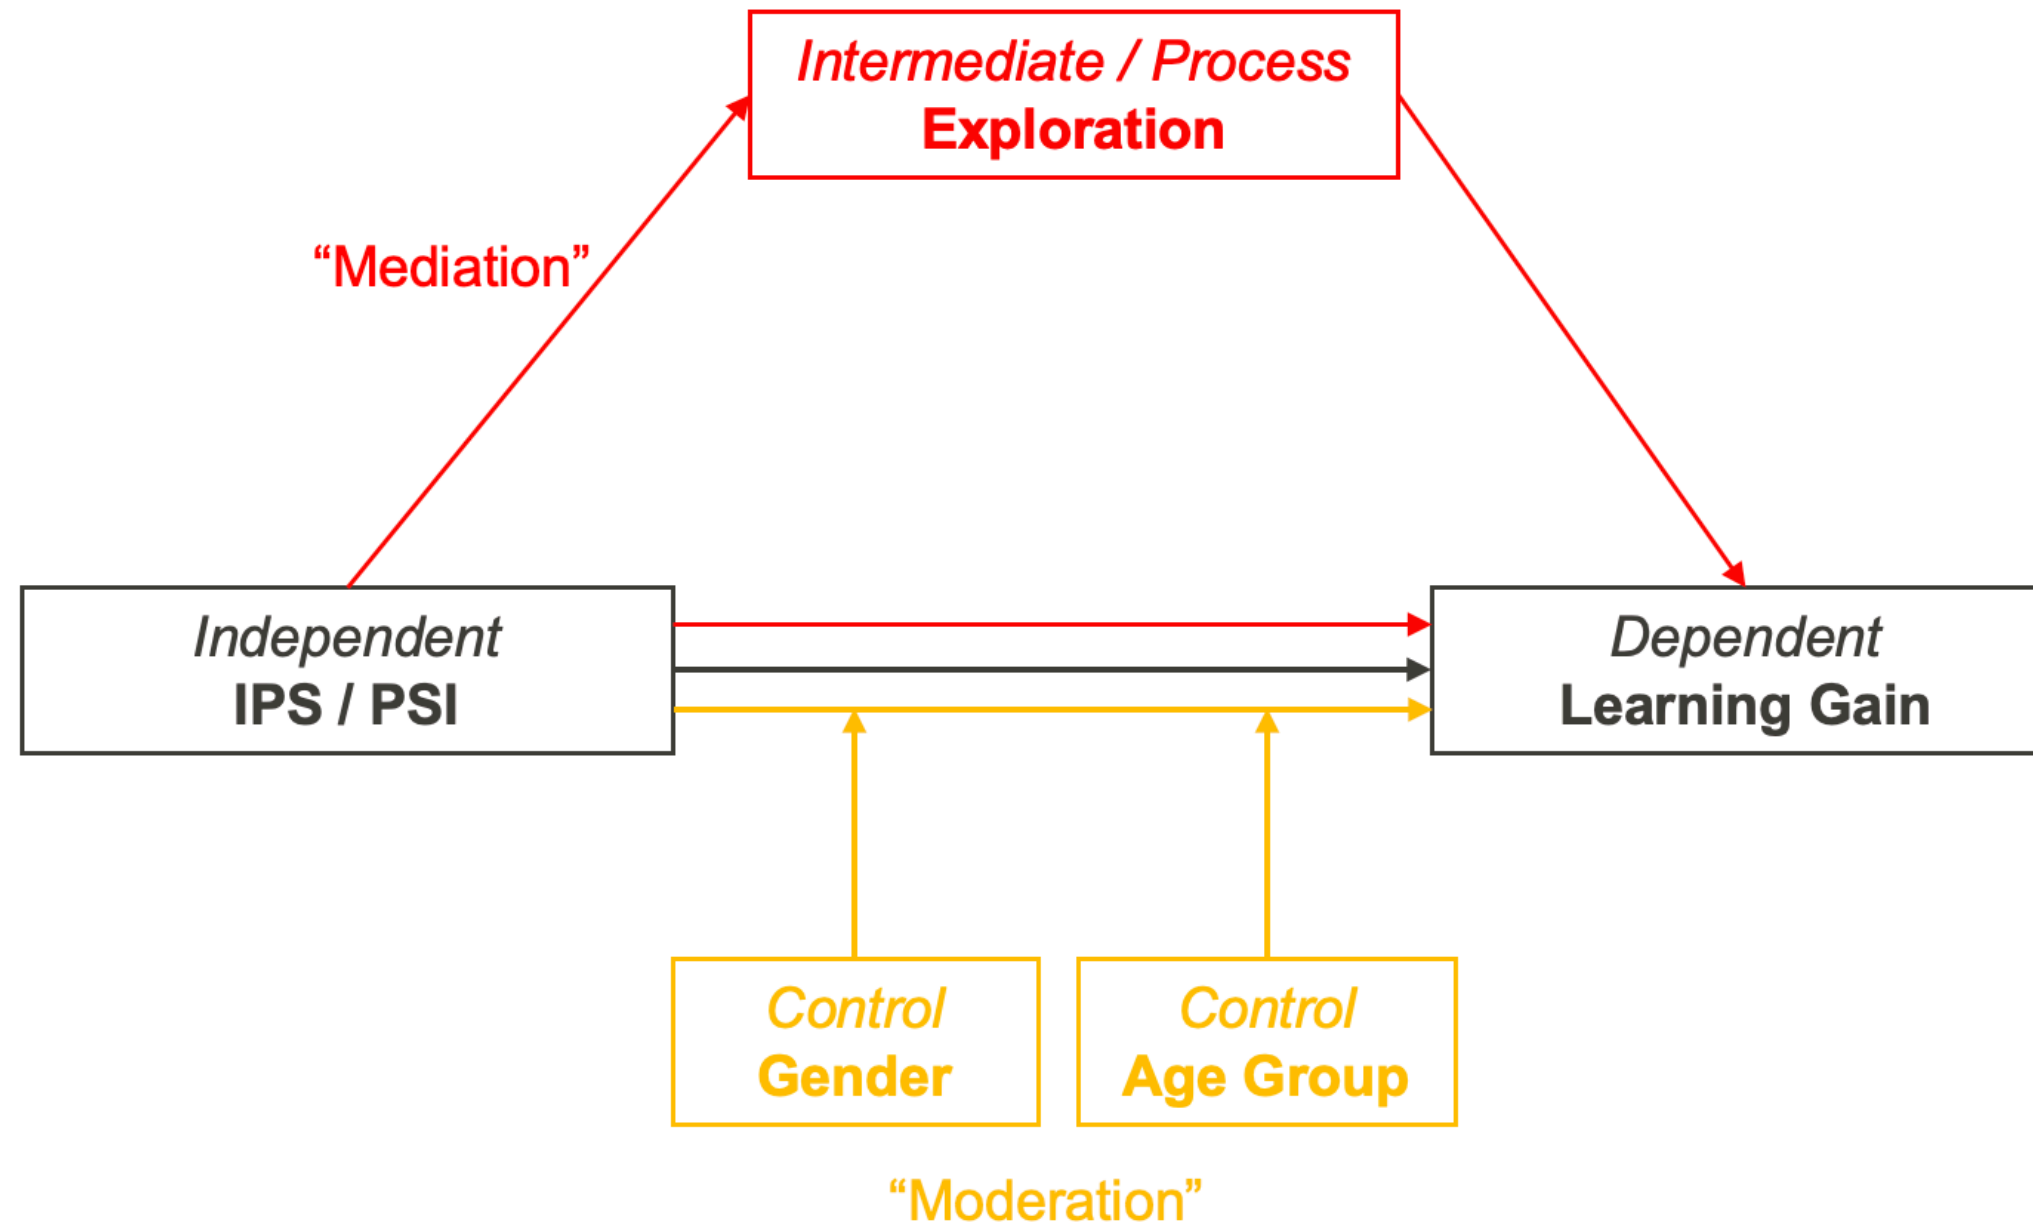 Intermediate / Process
Exploration
“Mediation”
Independent
IPS / PSI
Dependent
Learning Gain
Control
Gender
Control
Age Group
“Moderation”